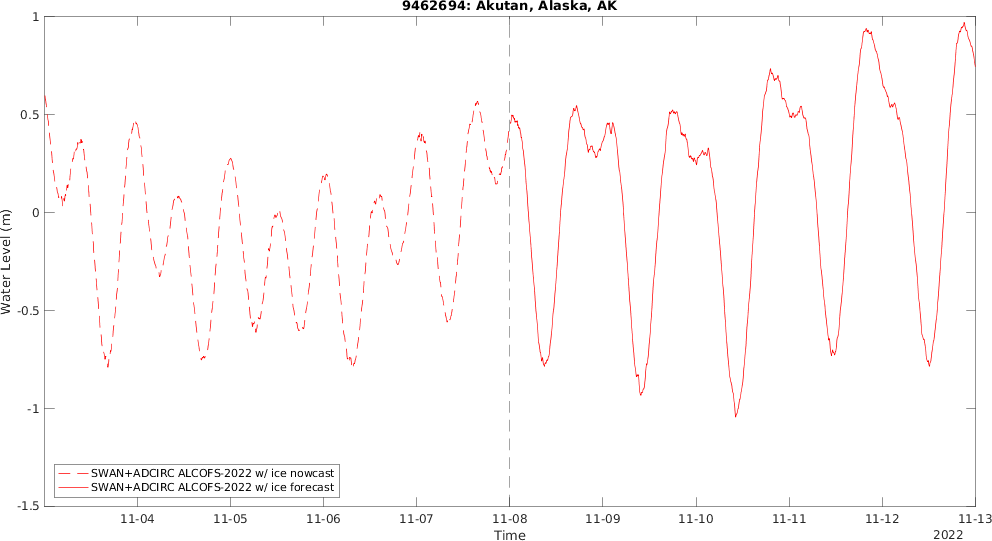 9462694: Akutan, Alaska, AK
1
0.5
0
-0.5
-1
-1.5
Water Level (m)
SWAN+ADCIRC ALCOFS-2022 w/ ice nowcast
SWAN+ADCIRC ALCOFS-2022 w/ ice forecast
11-04 11-05 11-06 11-07 11-08 11-09 11-10 11-11 11-12 11-13
Time
2022